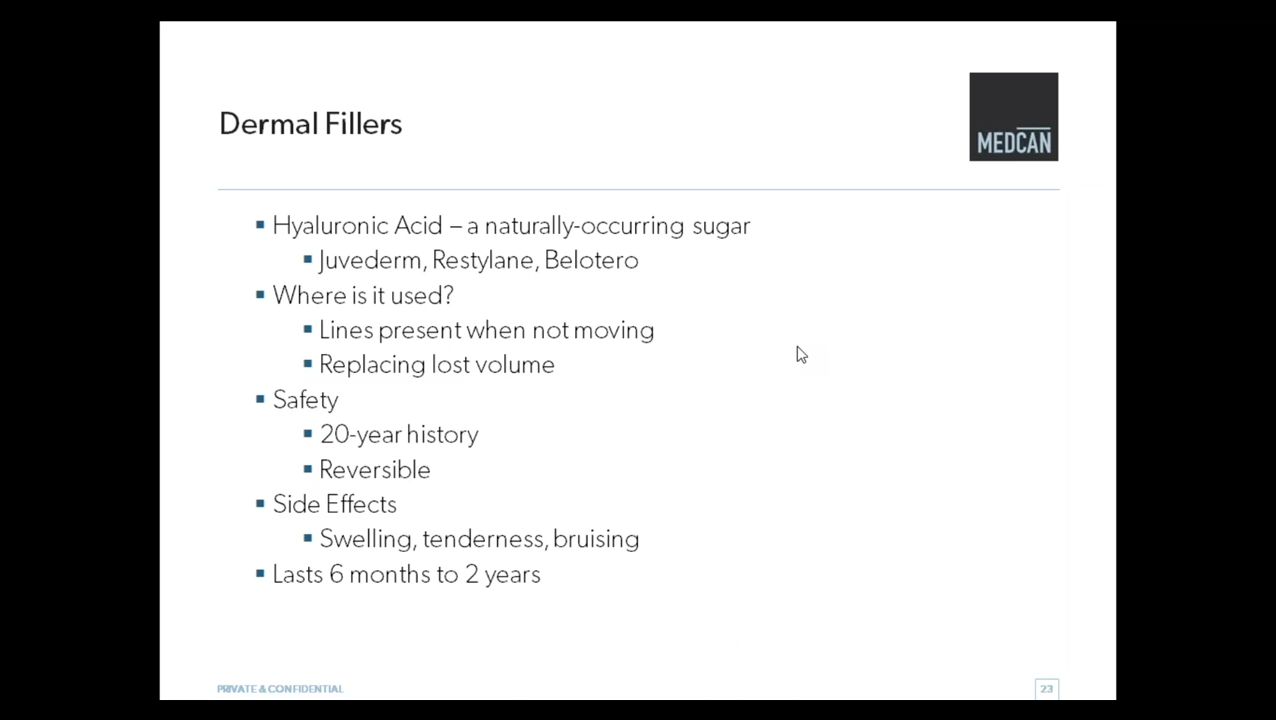 Dermal Fillers
MEDCAN
Hyaluronic Acid – a naturally-occurring sugar
Juvederm, Restylane, Belotero
Where is it used?
Lines present when not moving
Replacing lost volume
Safety
20-year history
Reversible
Side Effects
Swelling, tenderness, bruising
Lasts 6 months to 2 years
PRIVATE & CONFIDENTIAL
23